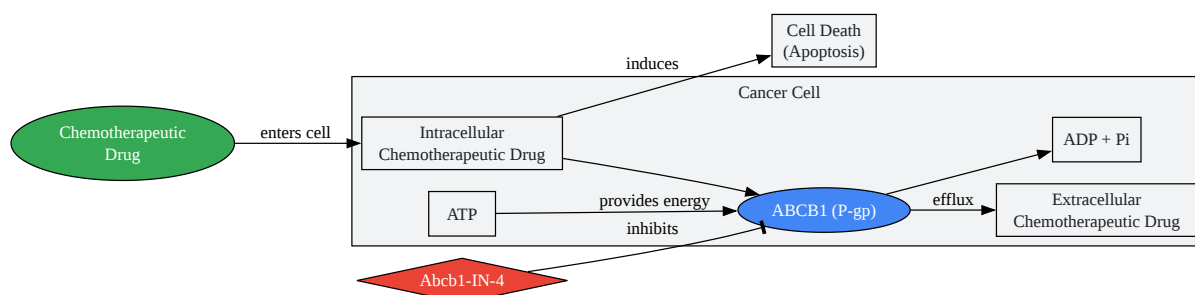 Cell Death
(Apoptosis)
induces
Cancer Cell
Chemotherapeutic
Drug
enters cell
Intracellular
Chemotherapeutic Drug
ADP + Pi
ATP
provides energy
ABCB1 (P-gp)
efflux
Extracellular
Chemotherapeutic Drug
inhibits
Abcb1-IN-4